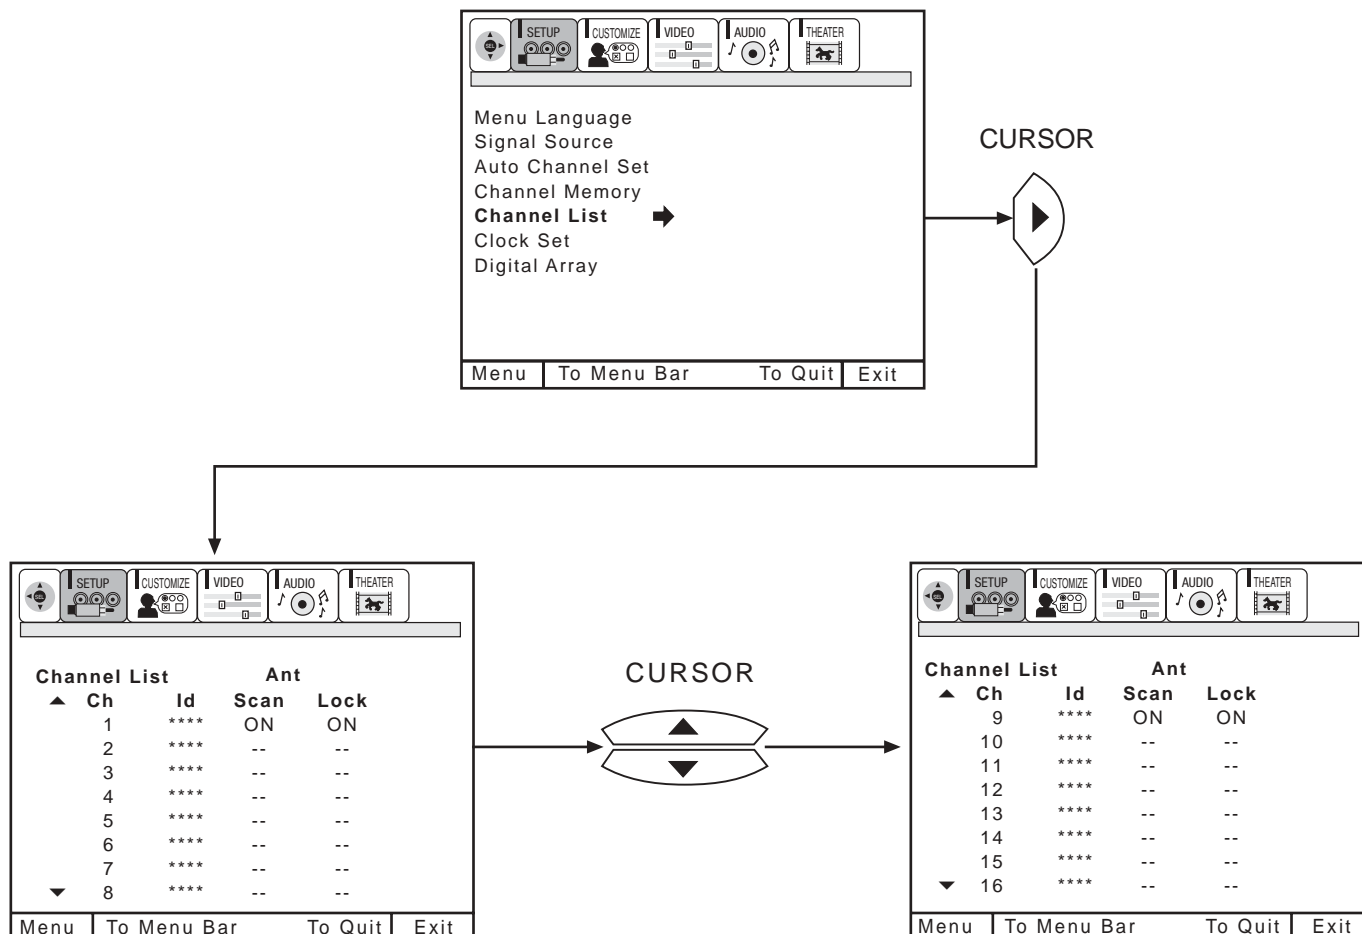 SETUP CUSTOMIZE VIDEO AUDIO THEATER
SEL
Menu Language
Signal Source
Auto Channel Set
Channel Memory
Channel List
Clock Set
Digital Array
Menu To Menu Bar To Quit Exit
CURSOR
SETUP CUSTOMIZE VIDEO AUDIO THEATER
SEL
Channel List Ant
Ch Id Scan Lock
1 **** ON ON
2 **** -- --
3 **** -- --
4 **** -- --
5 **** -- --
6 **** -- --
7 **** -- --
8 **** -- --
Menu To Menu Bar To Quit Exit
CURSOR
SETUP CUSTOMIZE VIDEO AUDIO THEATER
SEL
Channel List Ant
Ch Id Scan Lock
9 **** ON ON
10 **** -- --
11 **** -- --
12 **** -- --
13 **** -- --
14 **** -- --
15 **** -- --
16 **** -- --
Menu To Menu Bar To Quit Exit